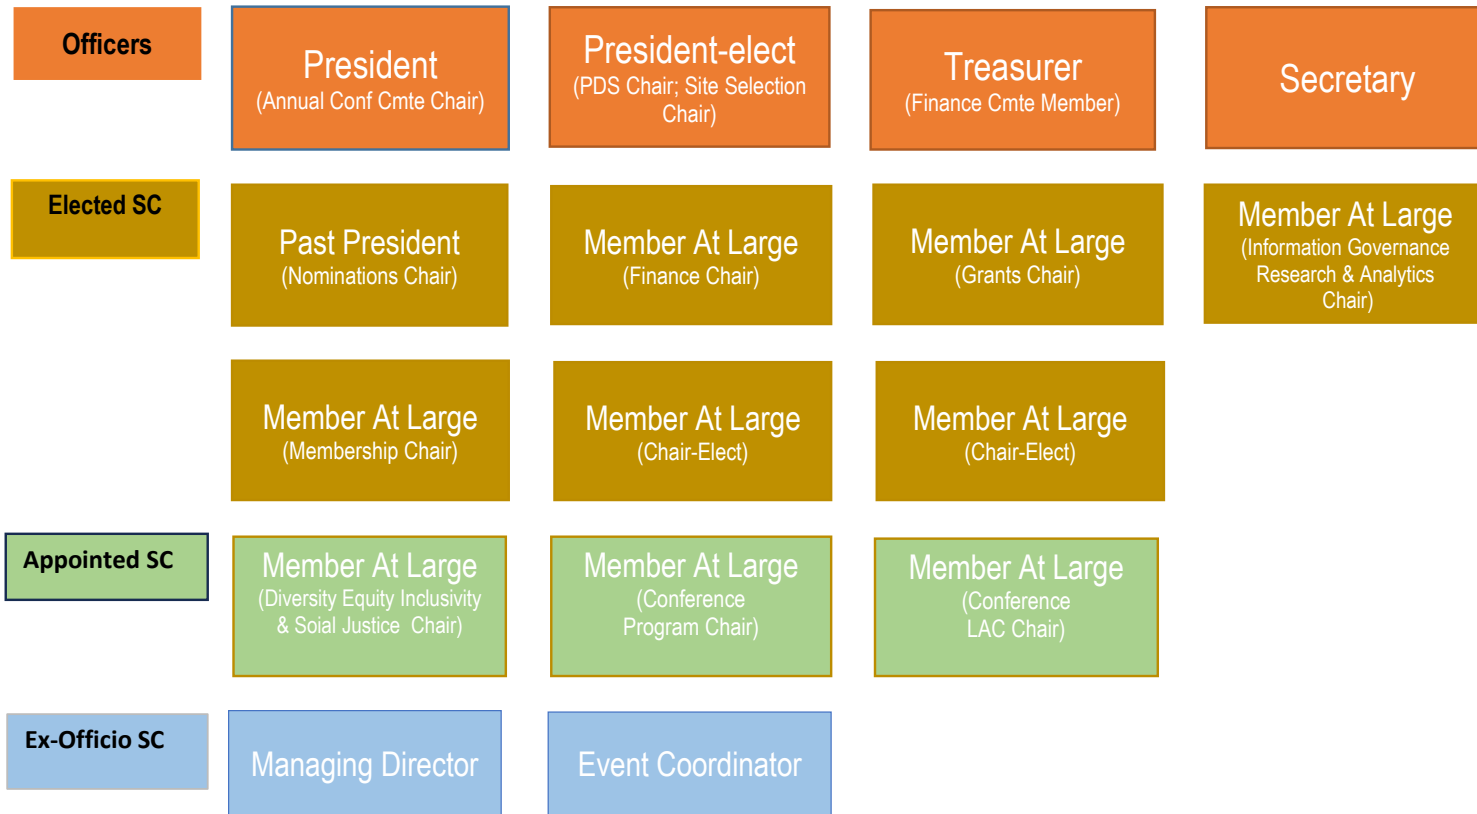 Officers
President
(Annual Conf Cmte Chair)
President-elect
(PDS Chair; Site Selection
Chair)
Treasurer
(Finance Cmte Member)
Secretary
Elected SC
Past President
(Nominations Chair)
Member At Large
(Finance Chair)
Member At Large
(Grants Chair)
Member At Large
(Information Governance
Research & Analytics
Chair)
Member At Large
(Membership Chair)
Member At Large
(Chair-Elect)
Member At Large
(Chair-Elect)
Appointed SC
Member At Large
(Diversity Equity Inclusivity
& Soial Justice Chair)
Member At Large
(Conference
Program Chair)
Member At Large
(Conference
LAC Chair)
Ex-Officio SC
Managing Director
Event Coordinator